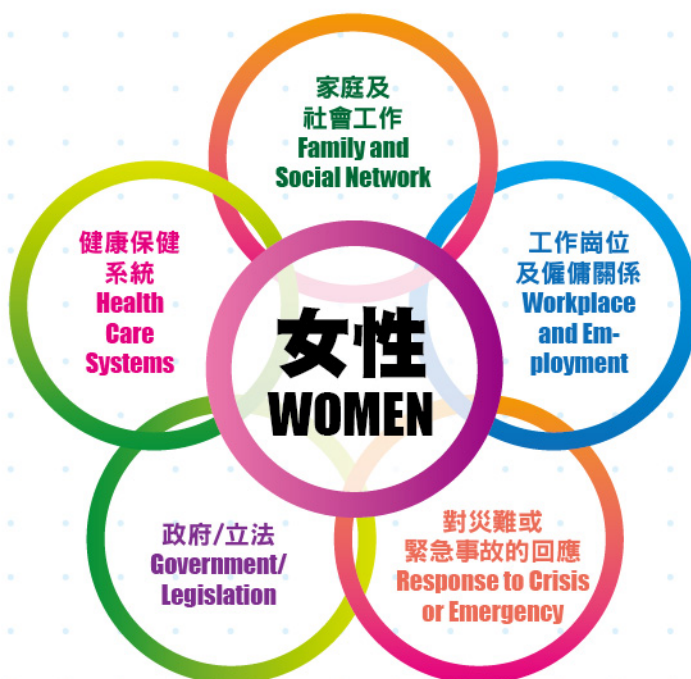 家庭及
社會工作
Family and
Social Network
健康保健
系統
Health
Care
Systems
工作崗位
及僱傭關係
Workplace
and Em-
ployment
女性
WOMEN
政府/立法
Government/
Legislation
對災難或
緊急事故的回應
Response to Crisis
or Emergency